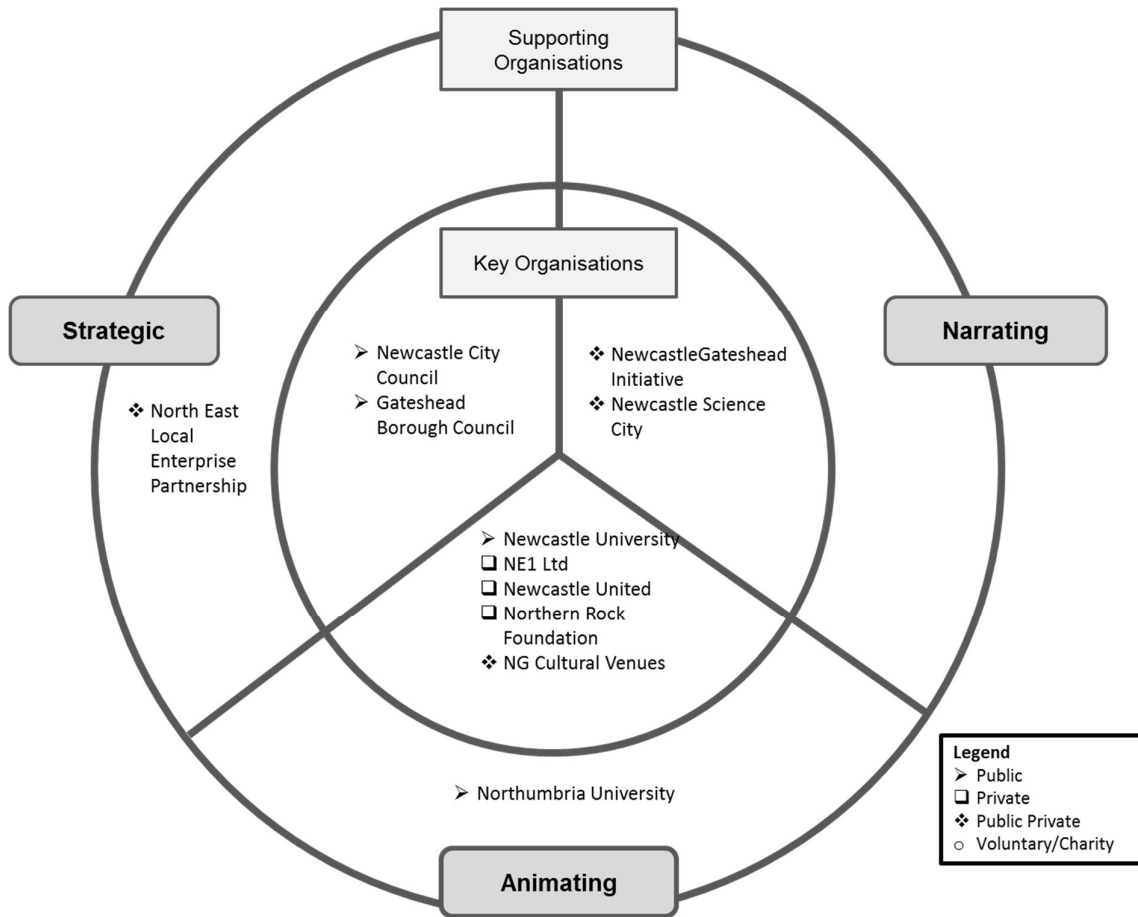 Supporting
Organisations
Key Organisations
Strategic
Narrating
➢ Newcastle City
Council
➢ Gateshead
Borough Council
❖ NewcastleGateshead
Initiative
❖ Newcastle Science
City
❖ North East
Local
Enterprise
Partnership
➢ Newcastle University
❑ NE1 Ltd
❑ Newcastle United
❑ Northern Rock
Foundation
❖ NG Cultural Venues
➢ Northumbria University
Animating
Legend
➢ Public
❑ Private
❖ Public Private
○ Voluntary/Charity